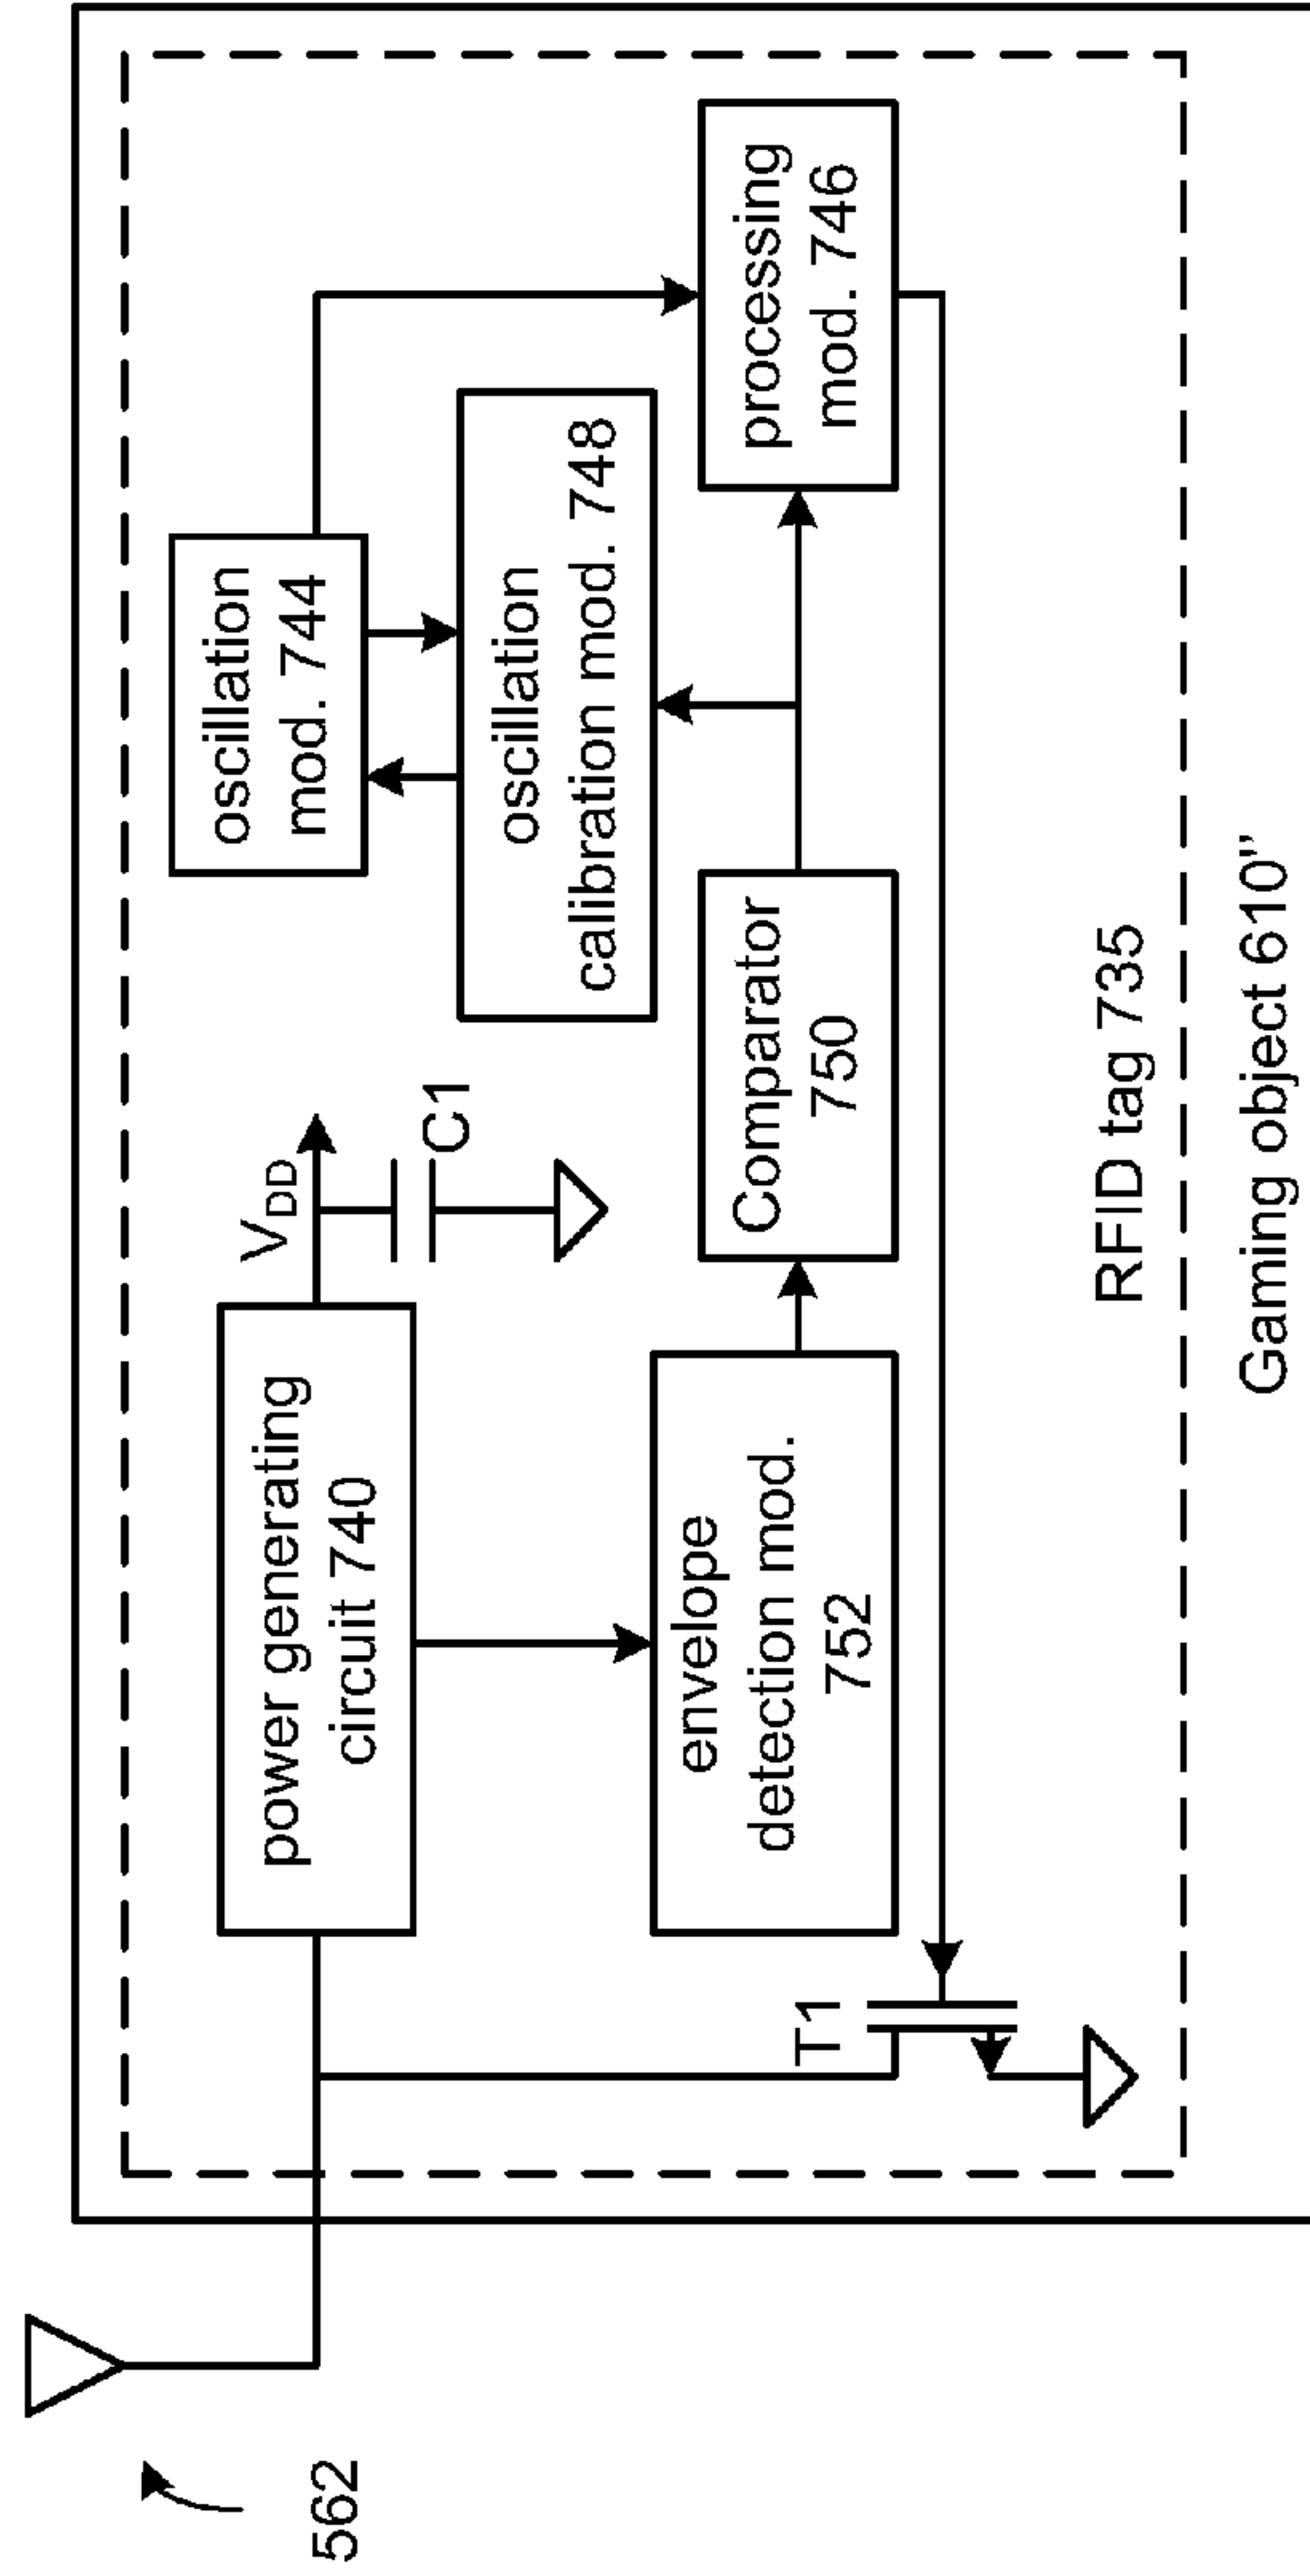 562
power generating
circuit 740
V_DD
C1
oscillation
mod. 744
oscillation
calibration mod. 748
envelope
detection mod.
752
Comparator
750
processing
mod. 746
T1
RFID tag 735
Gaming object 610"